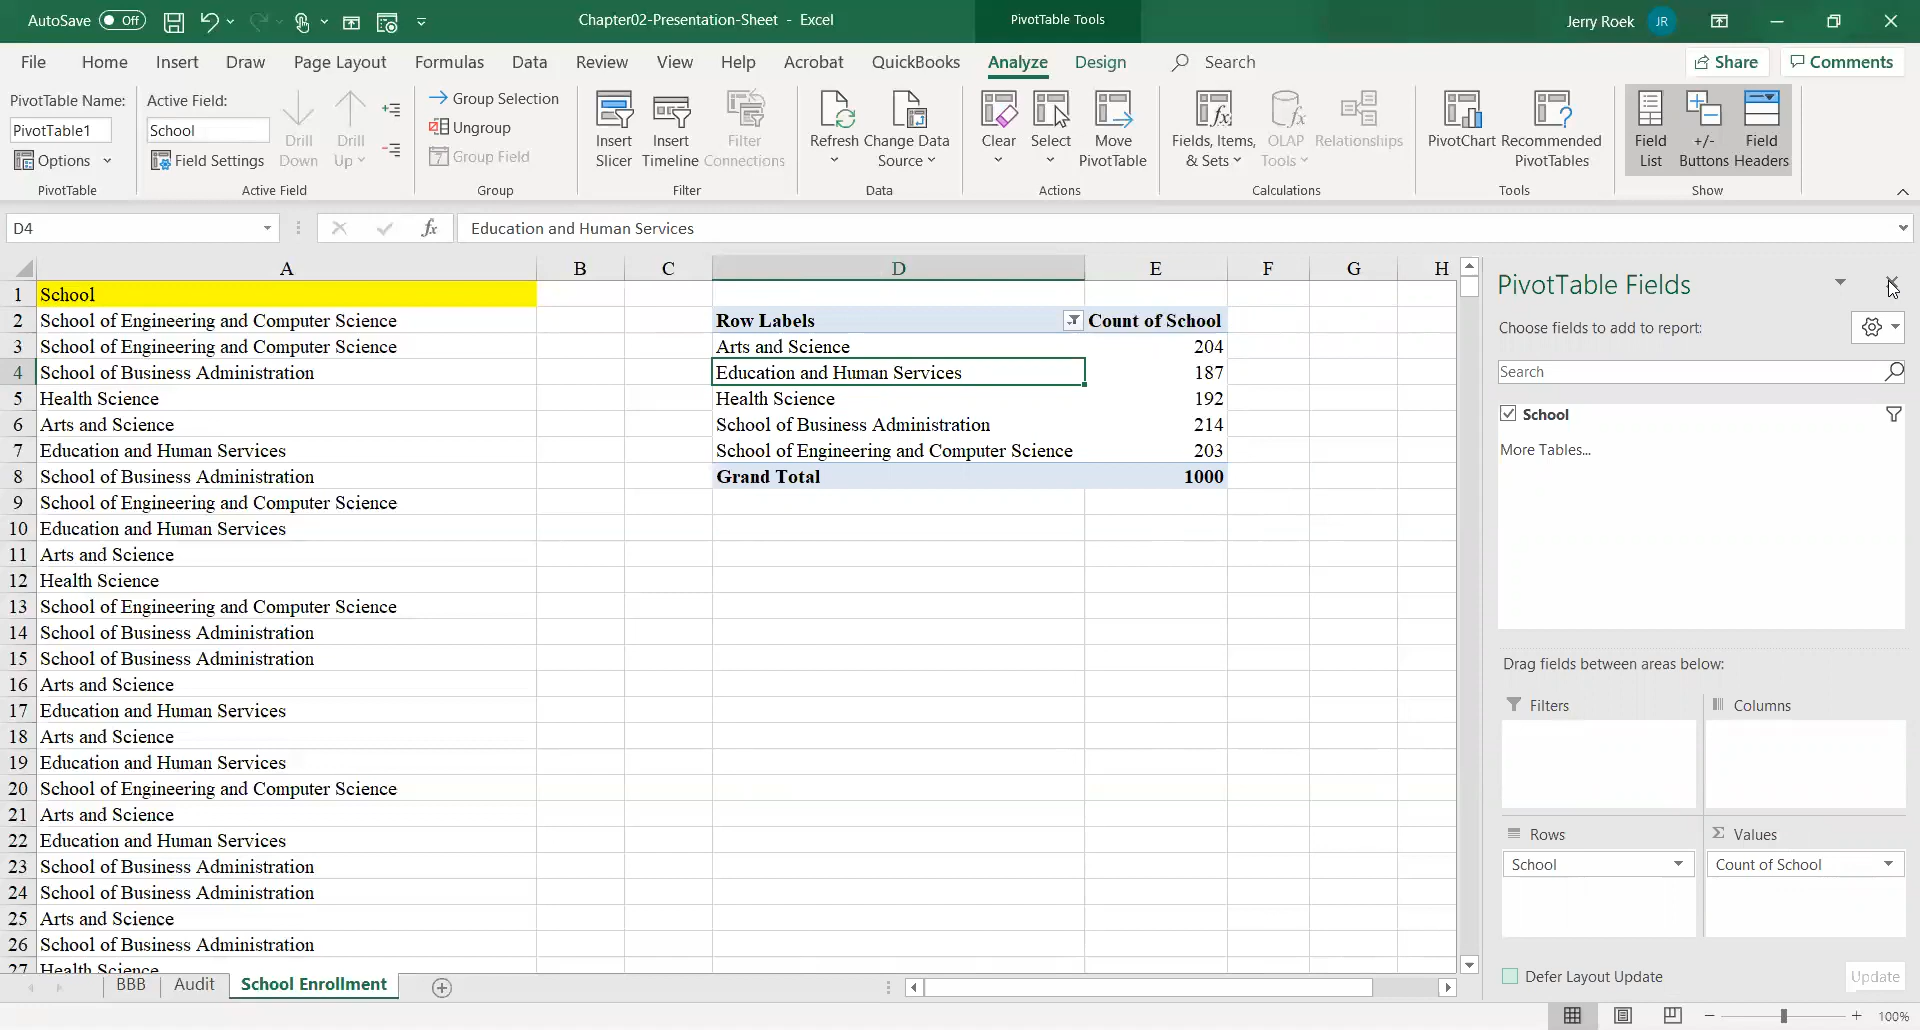 AutoSave Off
Chapter02-Presentation-Sheet - Excel
PivotTable Tools
Jerry Roek JR
File Home Insert Draw Page Layout Formulas Data Review View Help Acrobat QuickBooks Analyze Design Search Share Comments
PivotTable Name:
PivotTable1
Options
PivotTable
Active Field:
School
Field Settings
Drill Down
Drill Up
Active Field
Group Selection
Ungroup
Group Field
Group
Insert Slicer
Insert Timeline
Filter Connections
Filter
Refresh
Change Data Source
Data
Clear
Select
Move PivotTable
Actions
Fields, Items, & Sets
OLAP Tools
Relationships
Calculations
PivotChart
Recommended PivotTables
Tools
Field List
+/- Buttons
Field Headers
Show
D4
fx
Education and Human Services
A B C D E F G H
1 School
2 School of Engineering and Computer Science Row Labels Count of School
3 School of Engineering and Computer Science Arts and Science 204
4 School of Business Administration Education and Human Services 187
5 Health Science Health Science 192
6 Arts and Science School of Business Administration 214
7 Education and Human Services School of Engineering and Computer Science 203
8 School of Business Administration Grand Total 1000
9 School of Engineering and Computer Science
10 Education and Human Services
11 Arts and Science
12 Health Science
13 School of Engineering and Computer Science
14 School of Business Administration
15 School of Business Administration
16 Arts and Science
17 Education and Human Services
18 Arts and Science
19 Education and Human Services
20 School of Engineering and Computer Science
21 Arts and Science
22 Education and Human Services
23 School of Business Administration
24 School of Business Administration
25 Arts and Science
26 School of Business Administration
27 Health Science
PivotTable Fields
Choose fields to add to report:
Search
School
More Tables...
Drag fields between areas below:
Filters
Columns
Rows
Σ Values
School
Count of School
Defer Layout Update
Update
BBB Audit School Enrollment
100%